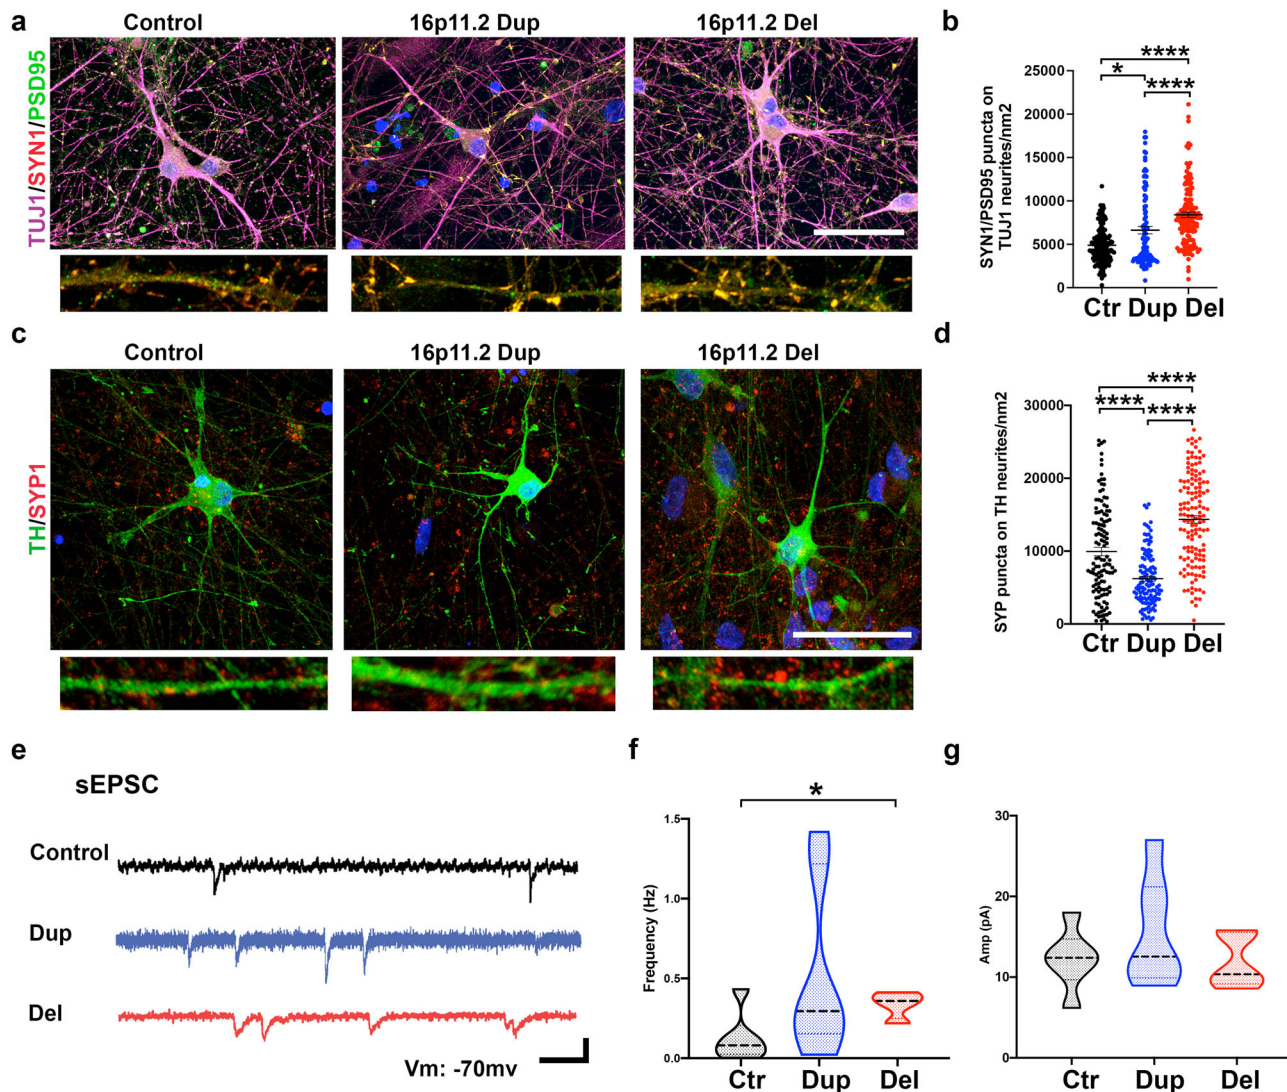 a
Control
16p11.2 Dup
16p11.2 Del
TUJ1/SYN1/PSD95
b
SYN1/PSD95 puncta on
TUJ1 neurites/nm2
25000
20000
15000
10000
5000
0
****
*
****
Ctr Dup Del
c
Control
16p11.2 Dup
16p11.2 Del
TH/SYP1
d
SYP puncta on TH neurites/nm2
30000
20000
10000
0
****
****
****
Ctr Dup Del
e
sEPSC
Control
Dup
Del
Vm: -70mv
f
Frequency (Hz)
1.5
1.0
0.5
0.0
*
Ctr Dup Del
g
Amp (pA)
30
20
10
0
Ctr Dup Del